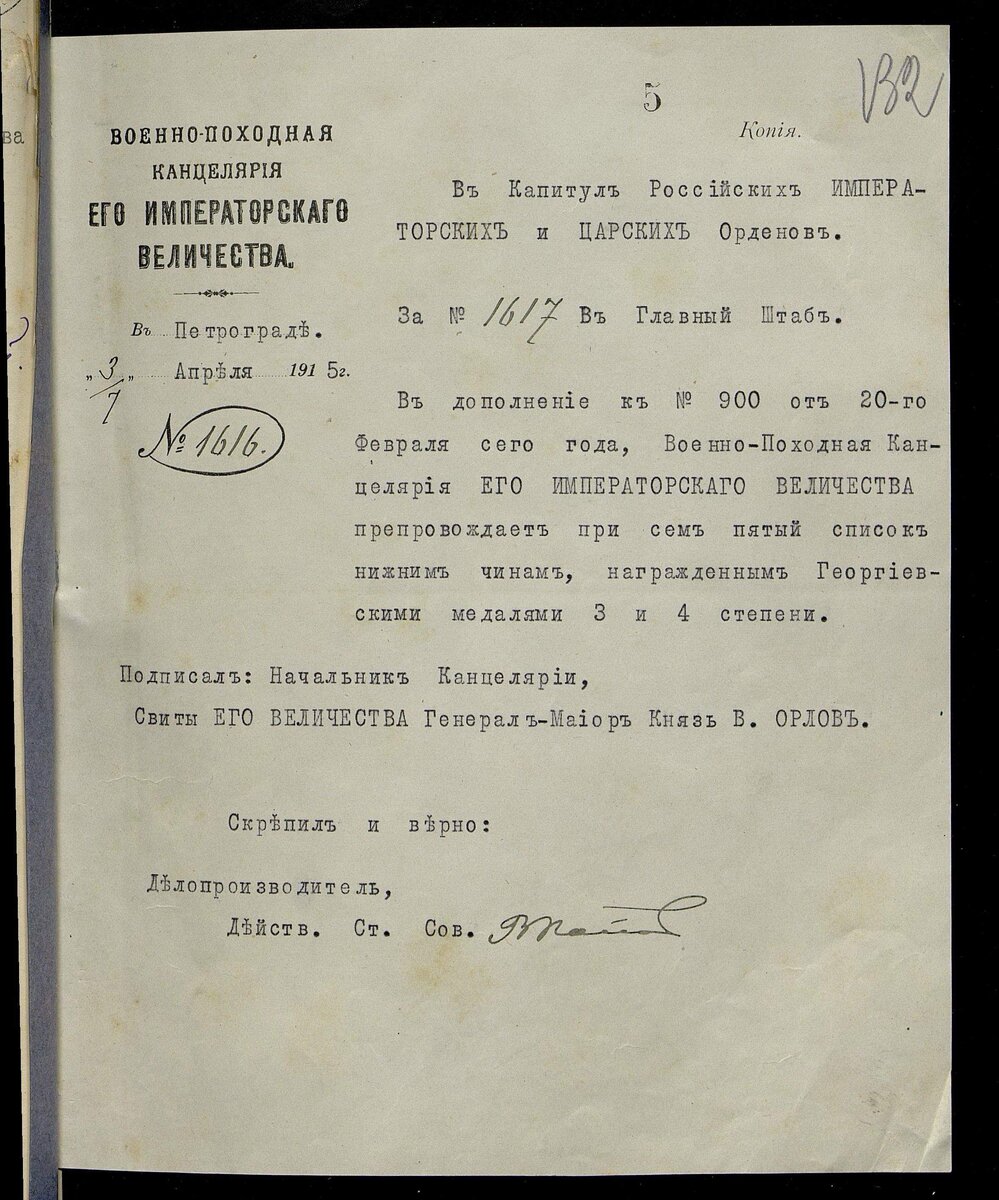 5
132
Копія.
ВОЕННО-ПОХОДНАЯ
КАНЦЕЛЯРІЯ
ЕГО ИМПЕРАТОРСКАГО
ВЕЛИЧЕСТВА.
Въ Петроградѣ.
„3„ Апрѣля 1915г.
7
№ 1616.
Въ Капитулъ Россійскихъ ИМПЕРА-
ТОРСКИХЪ и ЦАРСКИХЪ Орденовъ.
За № 1617 Въ Главный Штабъ.
Въ дополненіе къ № 900 отъ 20-го
Февраля сего года, Военно-Походная Кан-
целярія ЕГО ИМПЕРАТОРСКАГО ВЕЛИЧЕСТВА
препровождаетъ при семъ пятый списокъ
нижнимъ чинамъ, награжденнымъ Георгіев-
скими медалями 3 и 4 степени.
Подписалъ: Начальникъ Канцеляріи,
Свиты ЕГО ВЕЛИЧЕСТВА Генералъ-Маіоръ Князь В. ОРЛОВЪ.
Скрѣпилъ и вѣрно:
Дѣлопроизводитель,
Дѣйств. Ст. Сов.
ва